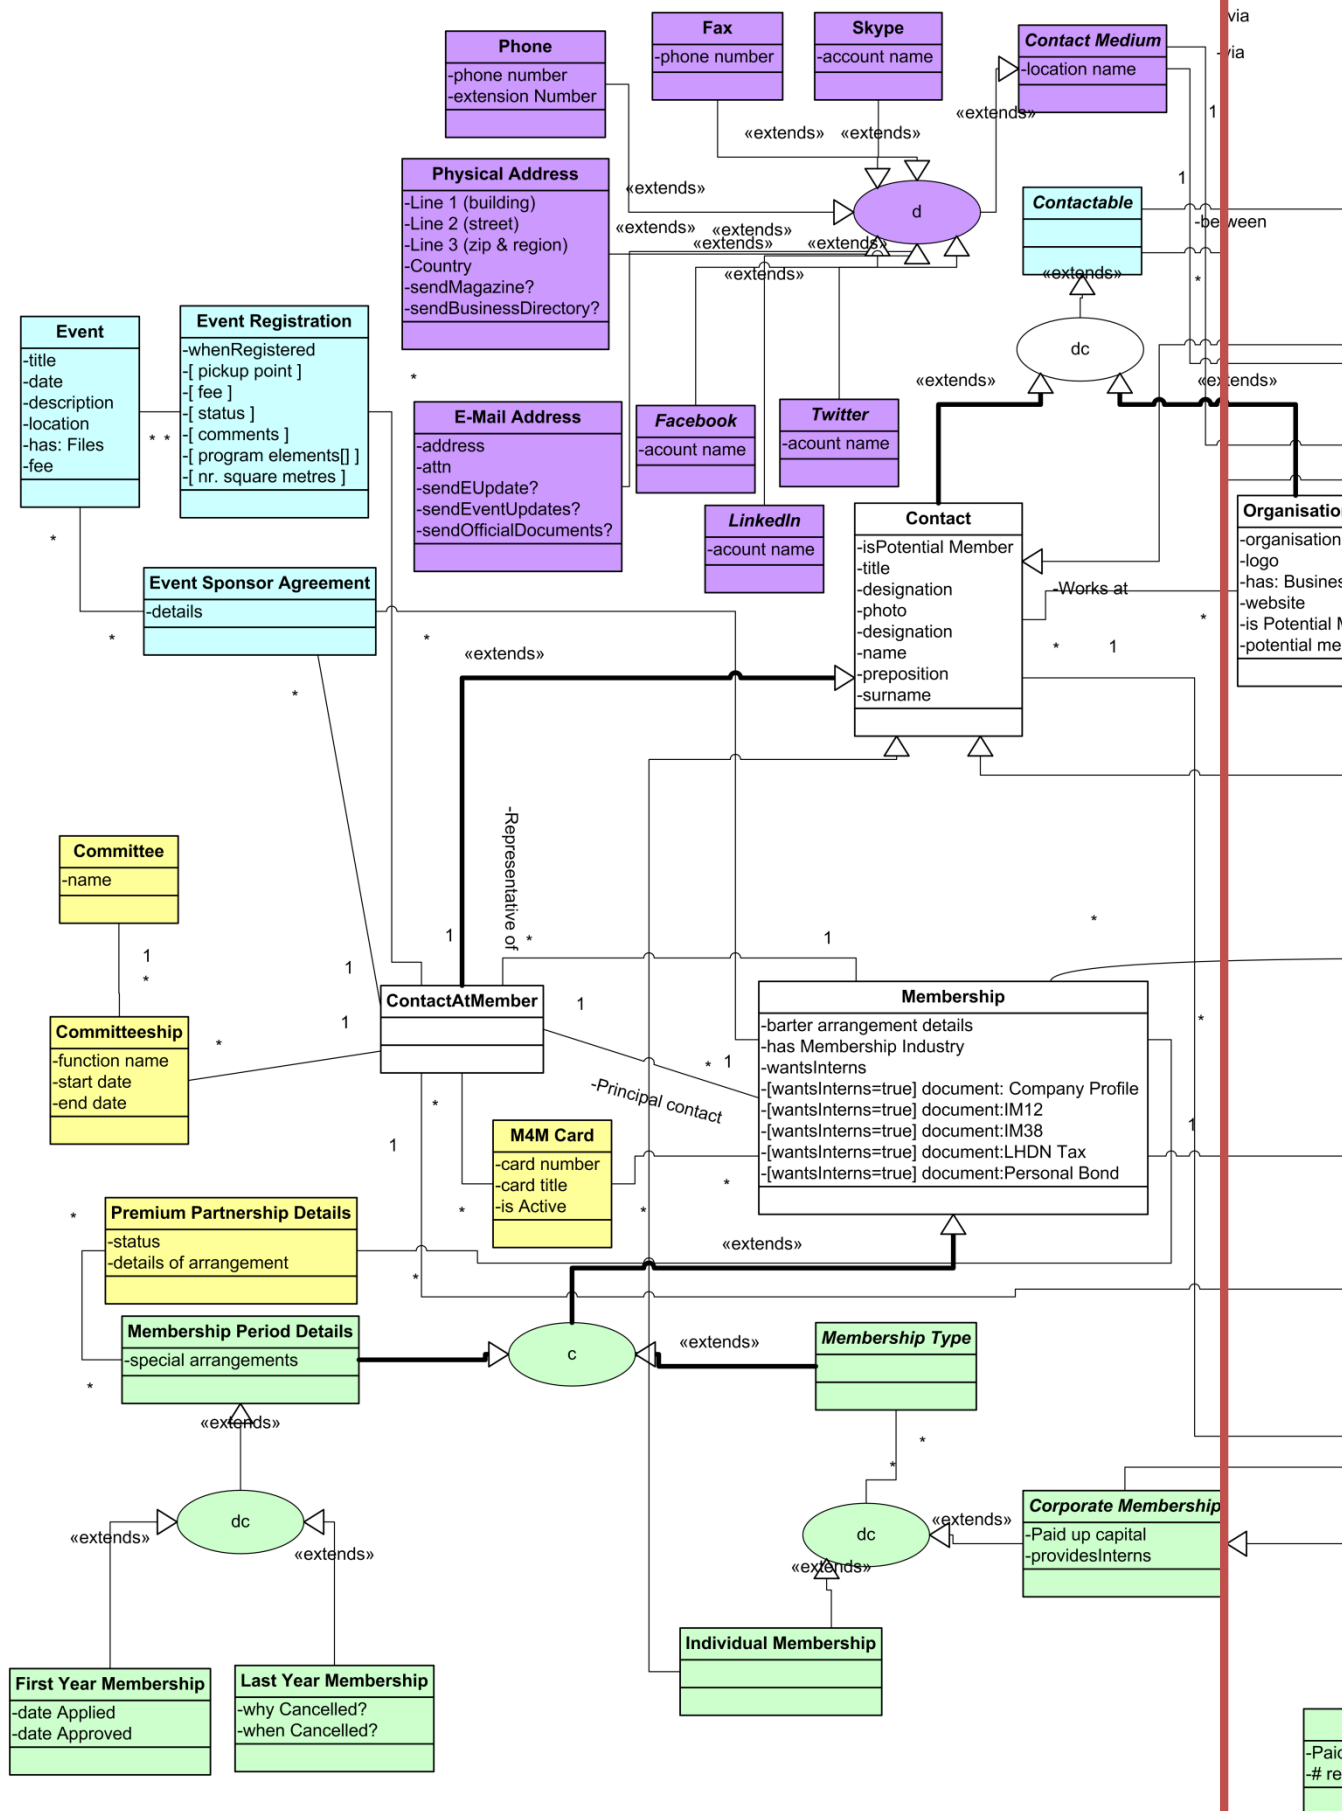 Phone
-phone number
-extension Number
Fax
-phone number
Skype
-account name
Contact Medium
-location name
-via
-via
1
1
«extends»
«extends»
«extends»
«extends»
«extends»
«extends»
«extends»
«extends»
«extends»
d
Physical Address
-Line 1 (building)
-Line 2 (street)
-Line 3 (zip & region)
-Country
-sendMagazine?
-sendBusinessDirectory?
Contactable
-between
*
«extends»
dc
«extends»
«extends»
Event
-title
-date
-description
-location
-has: Files
-fee
* *
Event Registration
-whenRegistered
-[ pickup point ]
-[ fee ]
-[ status ]
-[ comments ]
-[ program elements[] ]
-[ nr. square metres ]
*
E-Mail Address
-address
-attn
-sendEUpdate?
-sendEventUpdates?
-sendOfficialDocuments?
Facebook
-acount name
Twitter
-acount name
LinkedIn
-acount name
Contact
-isPotential Member
-title
-designation
-photo
-designation
-name
-preposition
-surname
-Works at
*
1
*
Organisation
-organisation
-logo
-has: Busines
-website
-is Potential M
-potential me
*
*
Event Sponsor Agreement
-details
*
*
«extends»
Committee
-name
1
*
Committeeship
-function name
-start date
-end date
*
1
1
1
-Representative of
*
1
*
ContactAtMember
1
* 1
-Principal contact
Membership
-barter arrangement details
-has Membership Industry
-wantsInterns
-[wantsInterns=true] document: Company Profile
-[wantsInterns=true] document:IM12
-[wantsInterns=true] document:IM38
-[wantsInterns=true] document:LHDN Tax
-[wantsInterns=true] document:Personal Bond
*
1
*
1
M4M Card
-card number
-card title
-is Active
*
*
*
«extends»
*
Premium Partnership Details
-status
-details of arrangement
*
Membership Period Details
-special arrangements
*
c
«extends»
Membership Type
*
*
«extends»
dc
«extends»
«extends»
dc
«extends»
«extends»
Corporate Membership
-Paid up capital
-providesInterns
Individual Membership
First Year Membership
-date Applied
-date Approved
Last Year Membership
-why Cancelled?
-when Cancelled?
-Paid
-# re